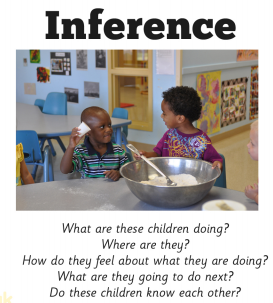 Inference
What are these children doing?
Where are they?
How do they feel about what they are doing?
What are they going to do next?
Do these children know each other?